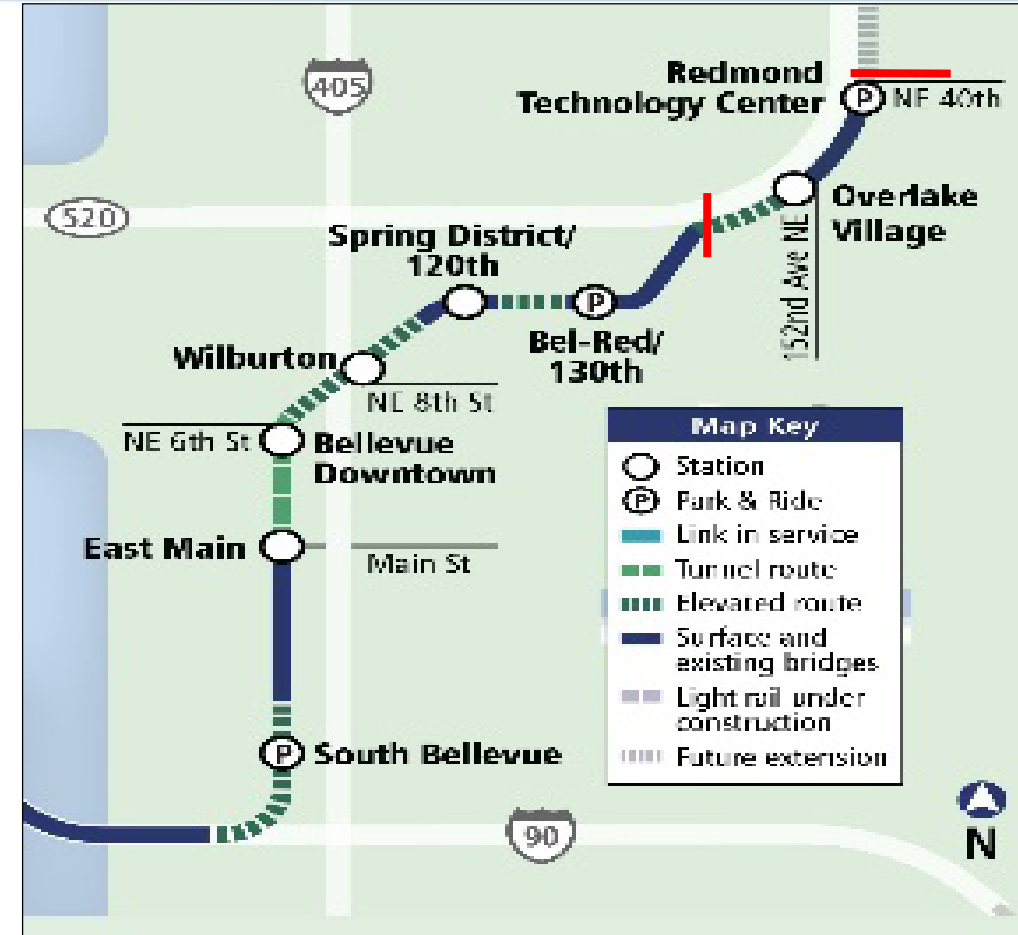 405
Redmond
Technology Center
P
NE 40th
520
Overlake
Village
152nd Ave NE
Spring District/
120th
P
Bel-Red/
130th
Wilburton
NE 8th St
NE 6th St
Bellevue
Downtown
East Main
Main St
P
South Bellevue
90
Map Key
Station
P
Park & Ride
Link in service
Tunnel route
Elevated route
Surface and
existing bridges
Light rail under
construction
Future extension
N